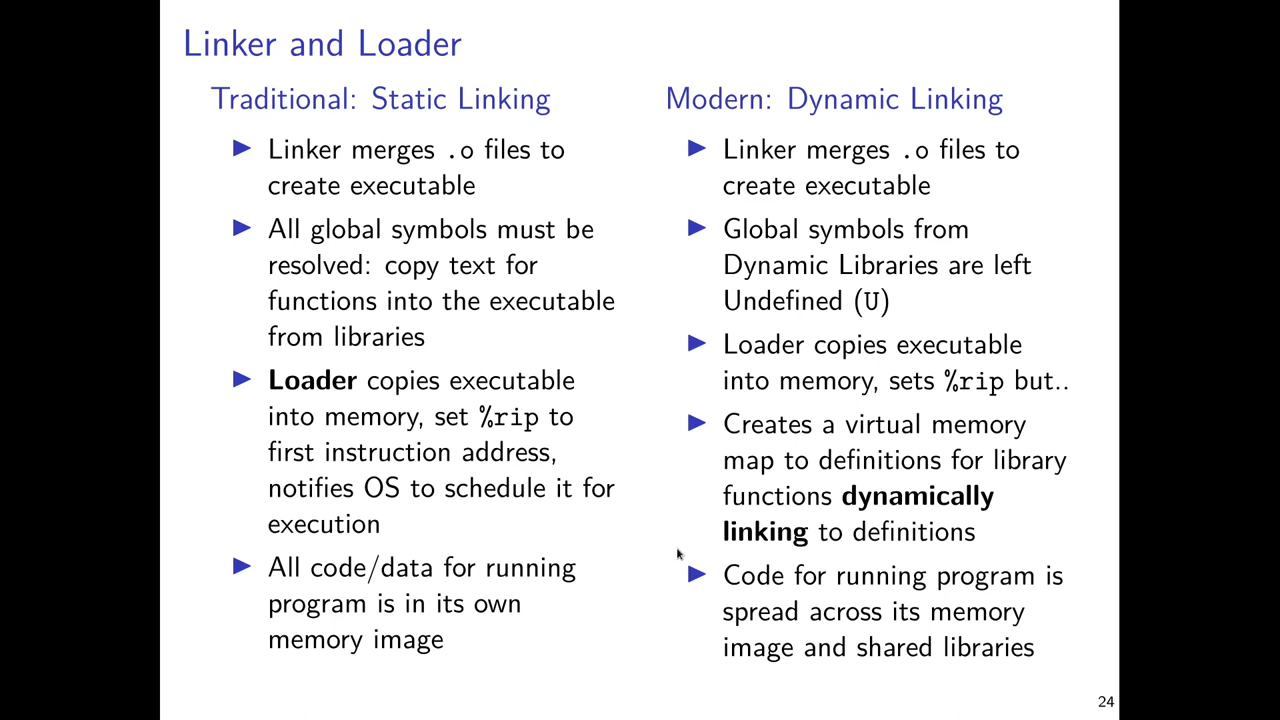 Linker and Loader
Traditional: Static Linking
▶ Linker merges .o files to
create executable
▶ All global symbols must be
resolved: copy text for
functions into the executable
from libraries
▶ Loader copies executable
into memory, set %rip to
first instruction address,
notifies OS to schedule it for
execution
▶ All code/data for running
program is in its own
memory image
Modern: Dynamic Linking
▶ Linker merges .o files to
create executable
▶ Global symbols from
Dynamic Libraries are left
Undefined (U)
▶ Loader copies executable
into memory, sets %rip but..
▶ Creates a virtual memory
map to definitions for library
functions dynamically
linking to definitions
▶ Code for running program is
spread across its memory
image and shared libraries
24